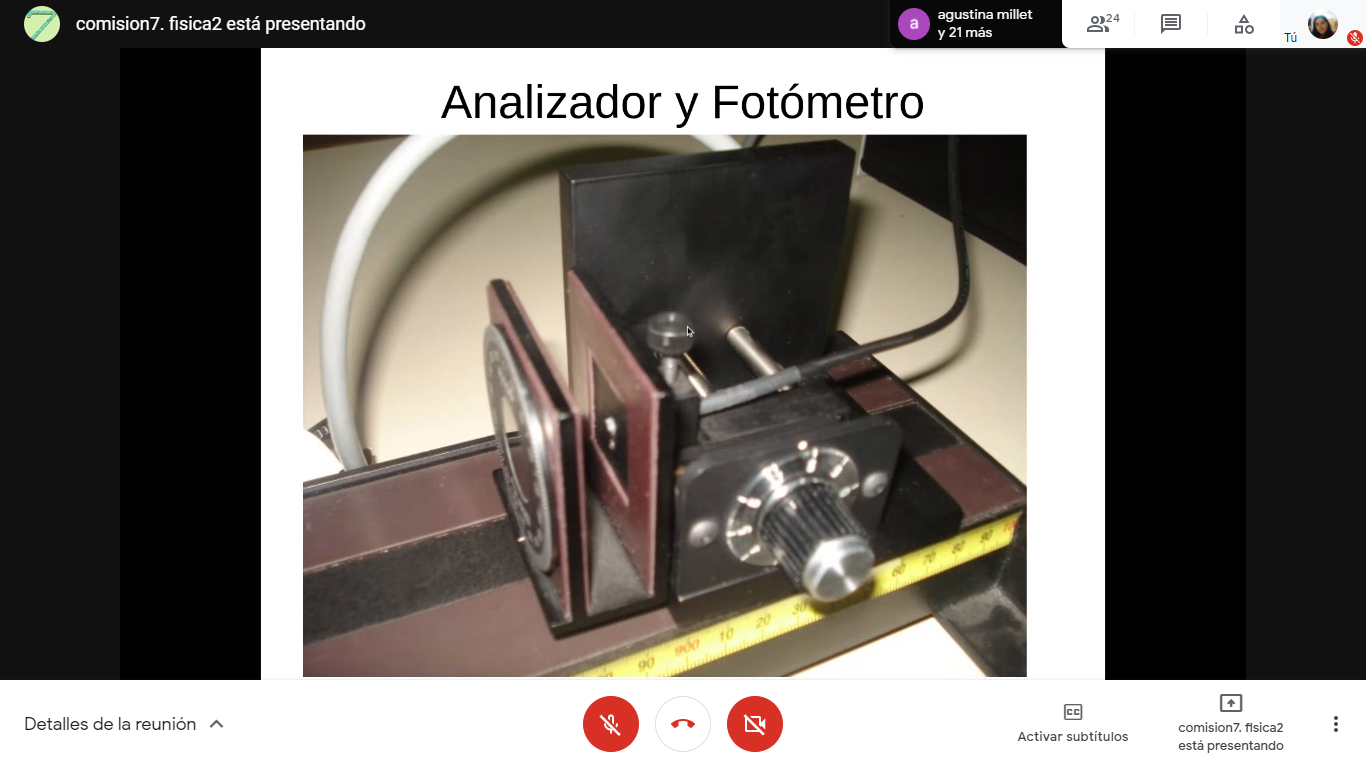 comision7. fisica2 está presentando
a
agustina millet
y 21 más
24
Tú
Analizador y Fotómetro
90
900
10
20
30
60
70
80
90
Detalles de la reunión
CC
Activar subtítulos
comision7. fisica2
está presentando